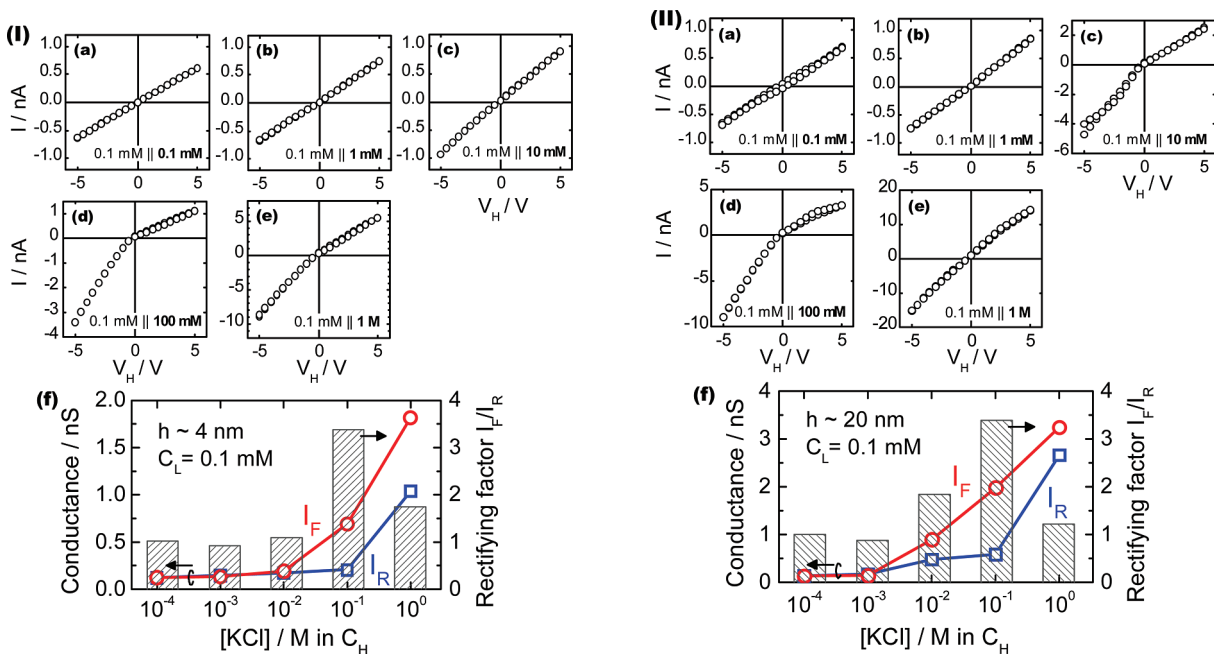 (I)
(a)
1.0
0.5
0.0
-0.5
-1.0
I / nA
0.1 mM || 0.1 mM
-5 0 5
(b)
1.0
0.5
0.0
-0.5
-1.0
0.1 mM || 1 mM
-5 0 5
(c)
1.0
0.5
0.0
-0.5
-1.0
0.1 mM || 10 mM
-5 0 5
V_H / V
(d)
1
0
-1
-2
-3
-4
I / nA
0.1 mM || 100 mM
-5 0 5
V_H / V
(e)
5
0
-5
-10
0.1 mM || 1 M
-5 0 5
V_H / V
(f)
2.0
1.5
1.0
0.5
0.0
Conductance / nS
h ~ 4 nm
C_L= 0.1 mM
I_F
I_R
4
3
2
1
0
Rectifying factor I_F/I_R
10^-4 10^-3 10^-2 10^-1 10^0
[KCl] / M in C_H
(II)
(a)
1.0
0.5
0.0
-0.5
-1.0
I / nA
0.1 mM || 0.1 mM
-5 0 5
(b)
1.0
0.5
0.0
-0.5
-1.0
0.1 mM || 1 mM
-5 0 5
(c)
2
0
-2
-4
-6
0.1 mM || 10 mM
-5 0 5
V_H / V
(d)
5
0
-5
-10
I / nA
0.1 mM || 100 mM
-5 0 5
V_H / V
(e)
20
10
0
-10
-20
0.1 mM || 1 M
-5 0 5
V_H / V
(f)
4
3
2
1
0
Conductance / nS
h ~ 20 nm
C_L= 0.1 mM
I_F
I_R
4
3
2
1
0
Rectifying factor I_F/I_R
10^-4 10^-3 10^-2 10^-1 10^0
[KCl] / M in C_H